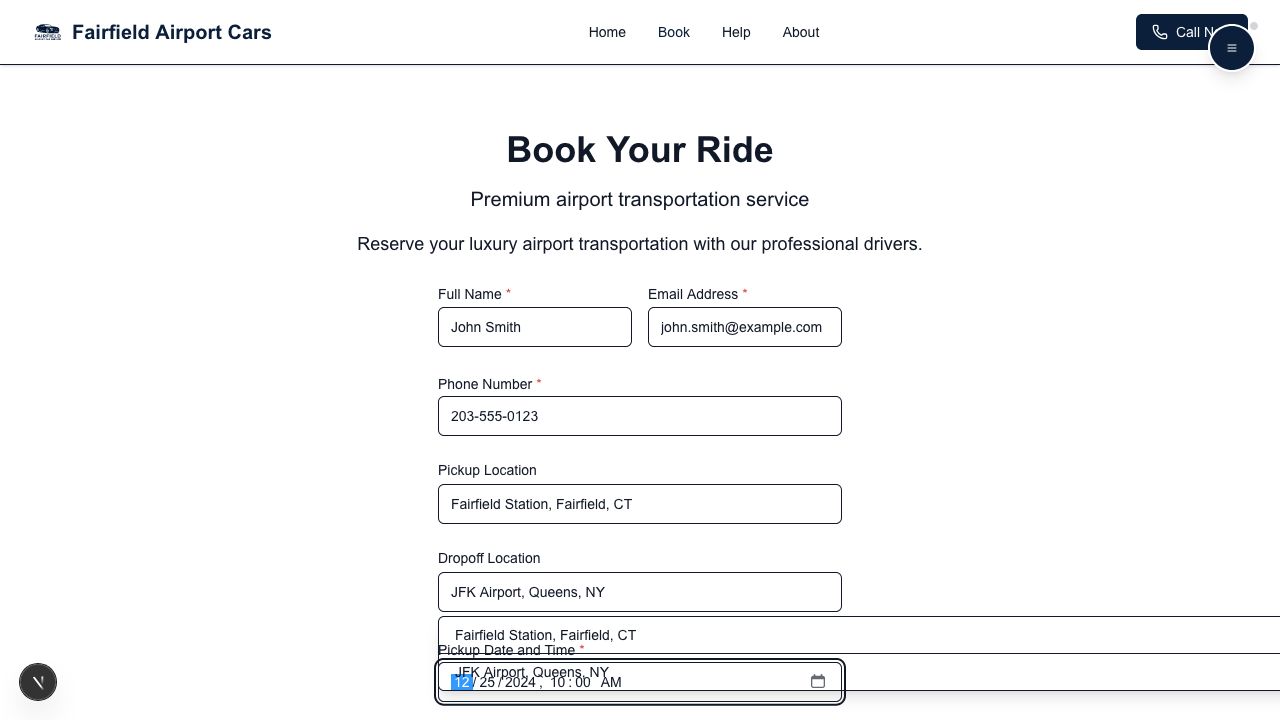 FAIRFIELD
Fairfield Airport Cars
Home
Book
Help
About
Call N
Book Your Ride
Premium airport transportation service
Reserve your luxury airport transportation with our professional drivers.
Full Name *
Email Address *
John Smith
john.smith@example.com
Phone Number *
203-555-0123
Pickup Location
Fairfield Station, Fairfield, CT
Dropoff Location
JFK Airport, Queens, NY
Fairfield Station, Fairfield, CT
Pickup Date and Time *
JFK Airport, Queens, NY
12/25/2024, 10:00 AM